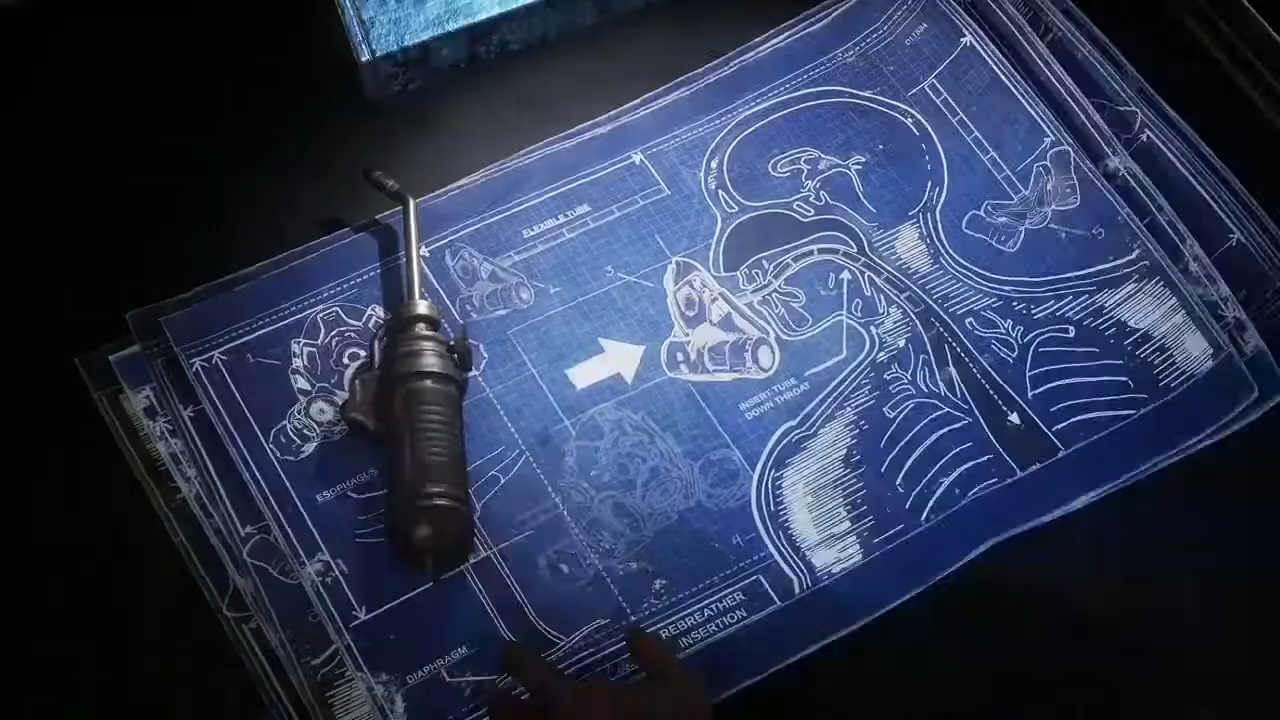 FLEXIBLE TUBE
INSERT TUBE
DOWN THROAT
ESOPHAGUS
REBREATHER
INSERTION
DIAPHRAGM